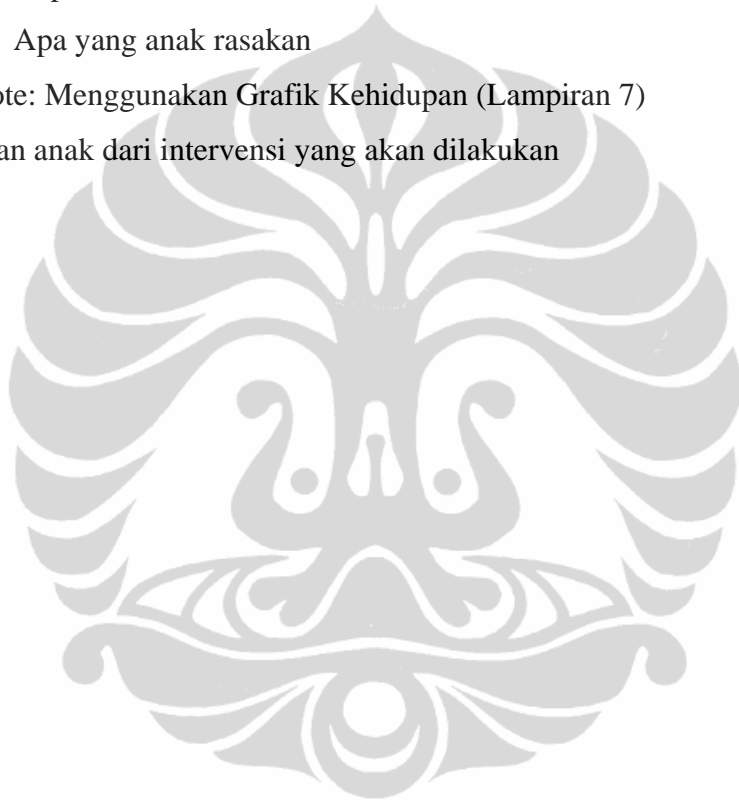 Apa yang anak rasakan
ote: Menggunakan Grafik Kehidupan (Lampiran 7)
an anak dari intervensi yang akan dilakukan